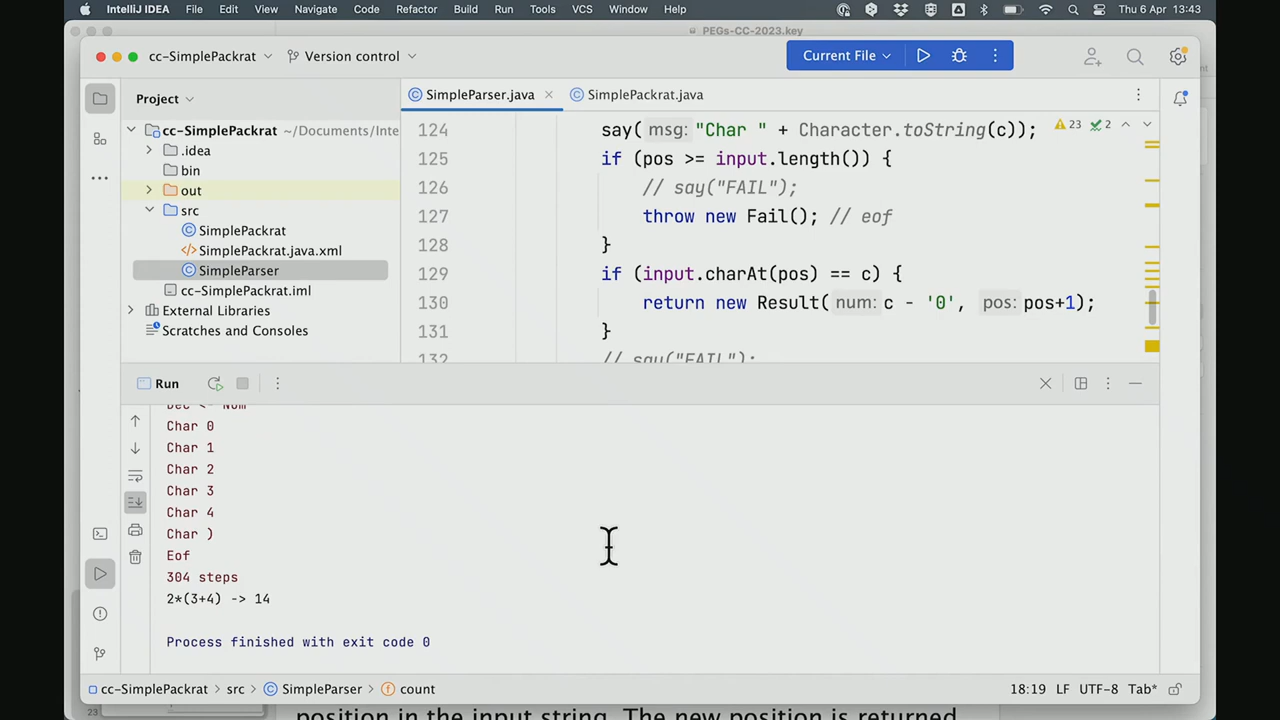 IntelliJ IDEA File Edit View Navigate Code Refactor Build Run Tools VCS Window Help Thu 6 Apr 13:43
PEGs-CC-2023.key
cc-SimplePackrat Version control Current File
Project
SimpleParser.java SimplePackrat.java
cc-SimplePackrat ~/Documents/Inte
.idea
bin
out
src
SimplePackrat
SimplePackrat.java.xml
SimpleParser
cc-SimplePackrat.iml
External Libraries
Scratches and Consoles
124 say( msg: "Char " + Character.toString(c)); 23 2
125 if (pos >= input.length()) {
126 // say("FAIL");
127 throw new Fail(); // eof
128 }
129 if (input.charAt(pos) == c) {
130 return new Result( num: c - '0', pos: pos+1);
131 }
132 // say("FAIL");
Run
Dec <- Num
Char 0
Char 1
Char 2
Char 3
Char 4
Char )
Eof
304 steps
2*(3+4) -> 14
Process finished with exit code 0
cc-SimplePackrat > src > SimpleParser > count 18:19 LF UTF-8 Tab*
23
position in the input string. The new position is returned